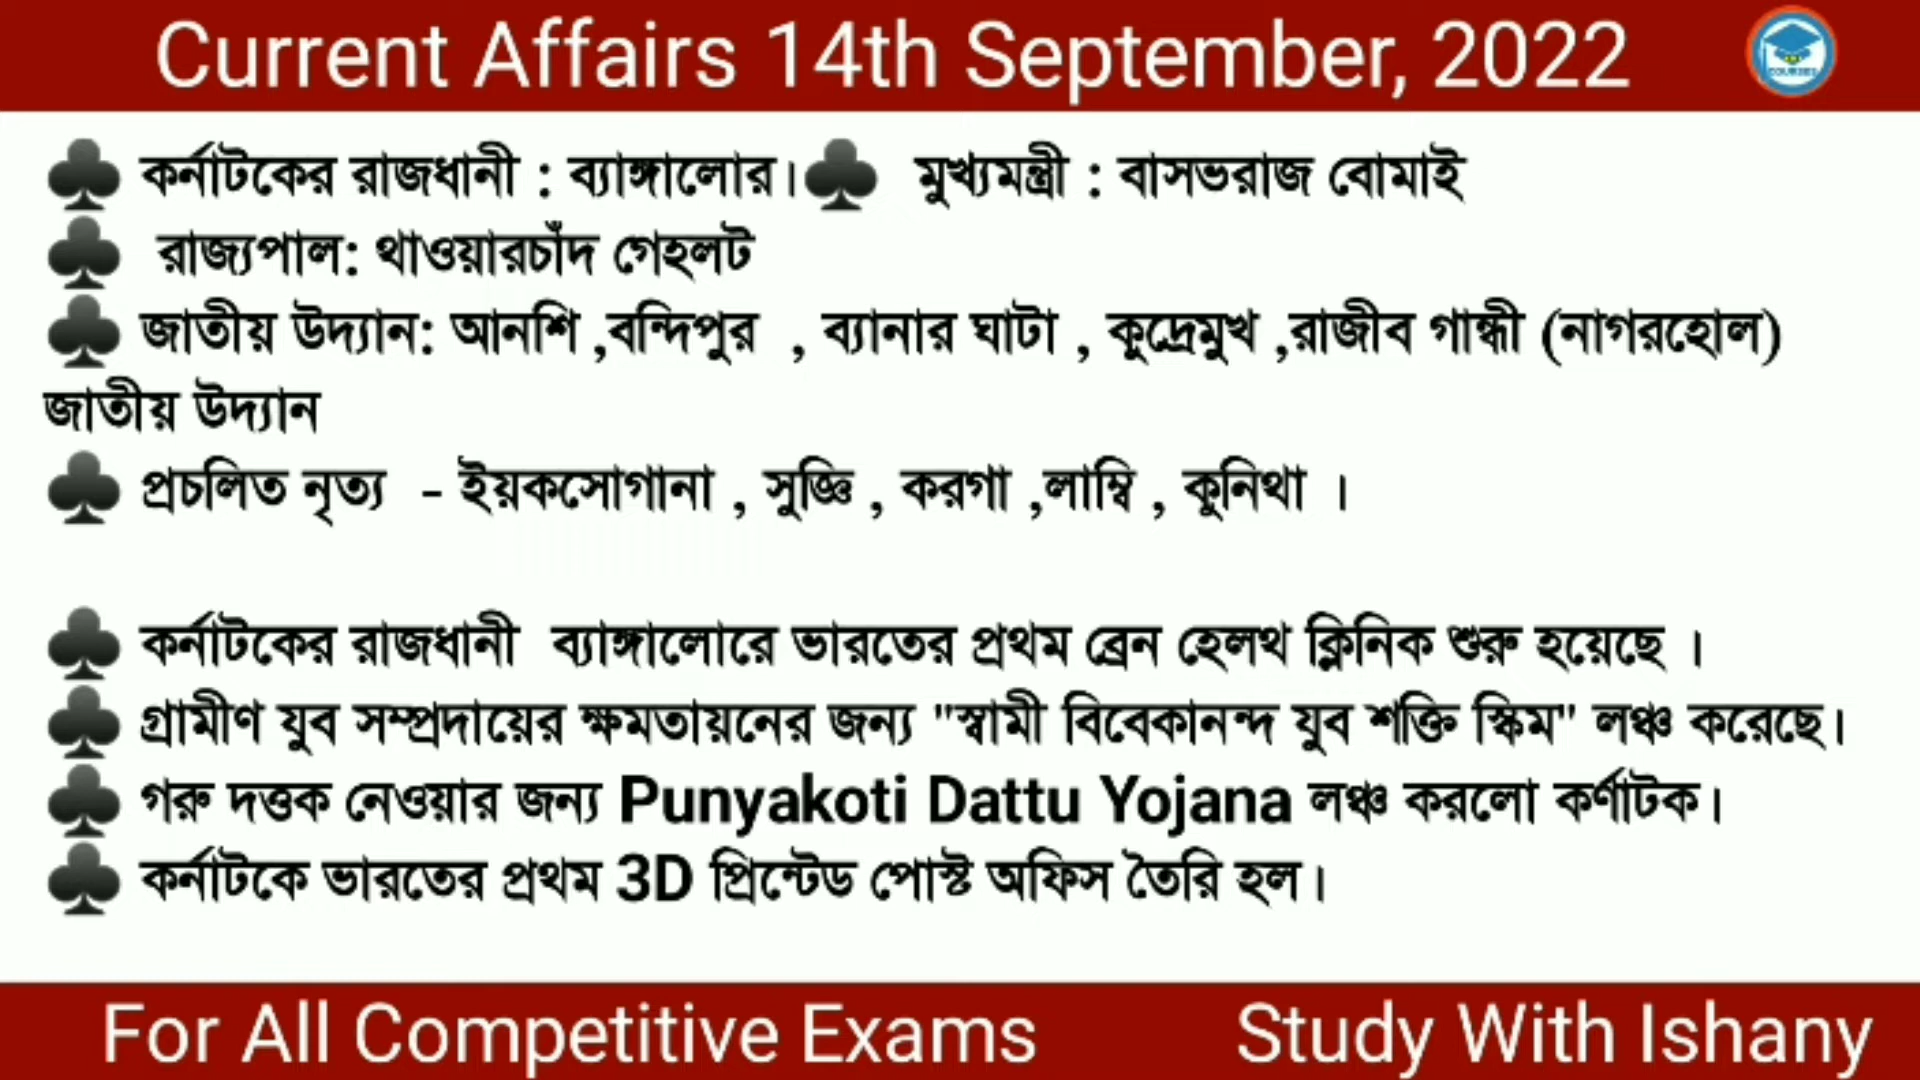 Current Affairs 14th September, 2022
COURSES
♣ কর্নাটকের রাজধানী : ব্যাঙ্গালোর।♣ মুখ্যমন্ত্রী : বাসভরাজ বোমাই
♣ রাজ্যপাল: থাওয়ারচাঁদ গেহলট
♣ জাতীয় উদ্যান: আনশি ,বন্দিপুর , ব্যানার ঘাটা , কুদ্রেমুখ ,রাজীব গান্ধী (নাগরহোল)
জাতীয় উদ্যান
♣ প্রচলিত নৃত্য - ইয়কসোগানা , সুজ্ঞি , করগা ,লাম্বি , কুনিথা ।
♣ কর্নাটকের রাজধানী ব্যাঙ্গালোরে ভারতের প্রথম ব্রেন হেলথ ক্লিনিক শুরু হয়েছে ।
♣ গ্রামীণ যুব সম্প্রদায়ের ক্ষমতায়নের জন্য "স্বামী বিবেকানন্দ যুব শক্তি স্কিম" লঞ্চ করেছে।
♣ গরু দত্তক নেওয়ার জন্য Punyakoti Dattu Yojana লঞ্চ করলো কর্ণাটক।
♣ কর্নাটকে ভারতের প্রথম 3D প্রিন্টেড পোস্ট অফিস তৈরি হল।
For All Competitive Exams Study With Ishany